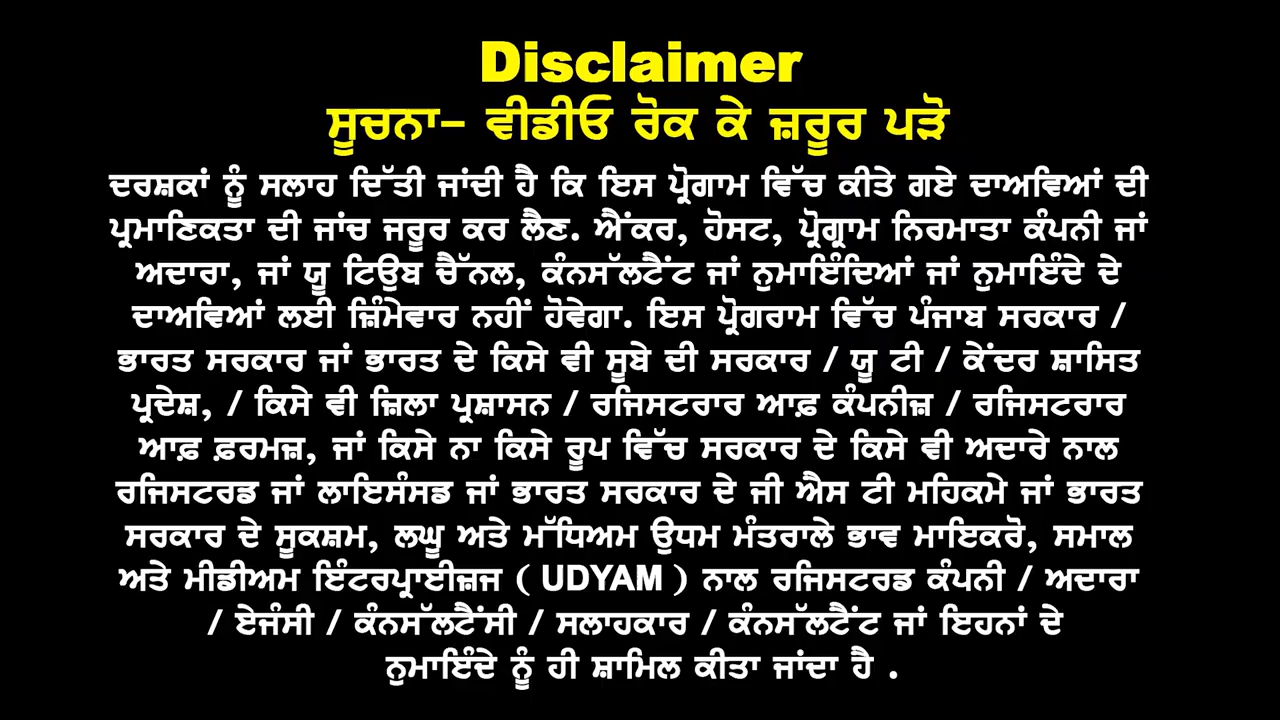 Disclaimer
ਸੂਚਨਾ- ਵੀਡੀਓ ਰੋਕ ਕੇ ਜ਼ਰੂਰ ਪੜੋ
ਦਰਸ਼ਕਾਂ ਨੂੰ ਸਲਾਹ ਦਿੱਤੀ ਜਾਂਦੀ ਹੈ ਕਿ ਇਸ ਪ੍ਰੋਗਾਮ ਵਿੱਚ ਕੀਤੇ ਗਏ ਦਾਅਵਿਆਂ ਦੀ
ਪ੍ਰਮਾਣਿਕਤਾ ਦੀ ਜਾਂਚ ਜਰੂਰ ਕਰ ਲੈਣ. ਐਂਕਰ, ਹੋਸਟ, ਪ੍ਰੋਗ੍ਰਾਮ ਨਿਰਮਾਤਾ ਕੰਪਨੀ ਜਾਂ
ਅਦਾਰਾ, ਜਾਂ ਯੂ ਟਿਉਬ ਚੈੱਨਲ, ਕੰਨਸੱਲਟੈਂਟ ਜਾਂ ਨੁਮਾਇੰਦਿਆਂ ਜਾਂ ਨੁਮਾਇੰਦੇ ਦੇ
ਦਾਅਵਿਆਂ ਲਈ ਜ਼ਿੰਮੇਵਾਰ ਨਹੀਂ ਹੋਵੇਗਾ. ਇਸ ਪ੍ਰੋਗਰਾਮ ਵਿੱਚ ਪੰਜਾਬ ਸਰਕਾਰ /
ਭਾਰਤ ਸਰਕਾਰ ਜਾਂ ਭਾਰਤ ਦੇ ਕਿਸੇ ਵੀ ਸੂਬੇ ਦੀ ਸਰਕਾਰ / ਯੂ ਟੀ / ਕੇਂਦਰ ਸ਼ਾਸਿਤ
ਪ੍ਰਦੇਸ਼, / ਕਿਸੇ ਵੀ ਜ਼ਿਲਾ ਪ੍ਰਸ਼ਾਸਨ / ਰਜਿਸਟਰਾਰ ਆਫ਼ ਕੰਪਨੀਜ਼ / ਰਜਿਸਟਰਾਰ
ਆਫ਼ ਫ਼ਰਮਜ਼, ਜਾਂ ਕਿਸੇ ਨਾ ਕਿਸੇ ਰੂਪ ਵਿੱਚ ਸਰਕਾਰ ਦੇ ਕਿਸੇ ਵੀ ਅਦਾਰੇ ਨਾਲ
ਰਜਿਸਟਰਡ ਜਾਂ ਲਾਇਸੰਸਡ ਜਾਂ ਭਾਰਤ ਸਰਕਾਰ ਦੇ ਜੀ ਐਸ ਟੀ ਮਹਿਕਮੇ ਜਾਂ ਭਾਰਤ
ਸਰਕਾਰ ਦੇ ਸੂਕਸ਼ਮ, ਲਘੂ ਅਤੇ ਮੱਧਿਅਮ ਉਧਮ ਮੰਤਰਾਲੇ ਭਾਵ ਮਾਇਕਰੋ, ਸਮਾਲ
ਅਤੇ ਮੀਡੀਅਮ ਇੰਟਰਪ੍ਰਾਈਜ਼ਜ ( UDYAM ) ਨਾਲ ਰਜਿਸਟਰਡ ਕੰਪਨੀ / ਅਦਾਰਾ
/ ਏਜੰਸੀ / ਕੰਨਸੱਲਟੈਂਸੀ / ਸਲਾਹਕਾਰ / ਕੰਨਸੱਲਟੈਂਟ ਜਾਂ ਇਹਨਾਂ ਦੇ
ਨੁਮਾਇੰਦੇ ਨੂੰ ਹੀ ਸ਼ਾਮਿਲ ਕੀਤਾ ਜਾਂਦਾ ਹੈ .